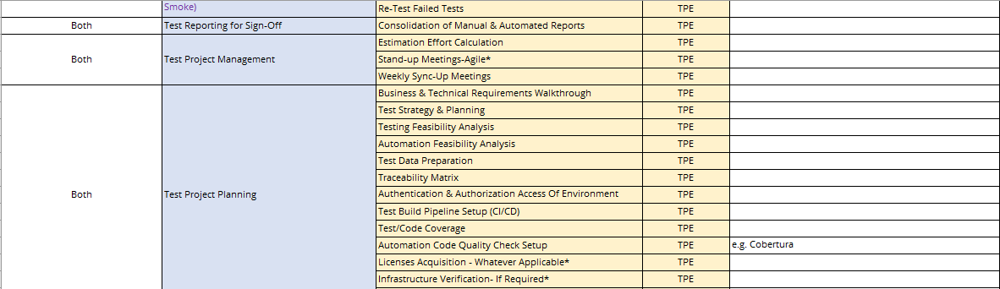 Smoke)
Re-Test Failed Tests TPE
Both Test Reporting for Sign-Off Consolidation of Manual & Automated Reports TPE
Estimation Effort Calculation TPE
Both Test Project Management Stand-up Meetings-Agile* TPE
Weekly Sync-Up Meetings TPE
Business & Technical Requirements Walkthrough TPE
Test Strategy & Planning TPE
Testing Feasibility Analysis TPE
Automation Feasibility Analysis TPE
Test Data Preparation TPE
Traceability Matrix TPE
Both Test Project Planning Authentication & Authorization Access Of Environment TPE
Test Build Pipeline Setup (CI/CD) TPE
Test/Code Coverage TPE
Automation Code Quality Check Setup TPE e.g. Cobertura
Licenses Acquisition - Whatever Applicable* TPE
Infrastructure Verification- If Required* TPE